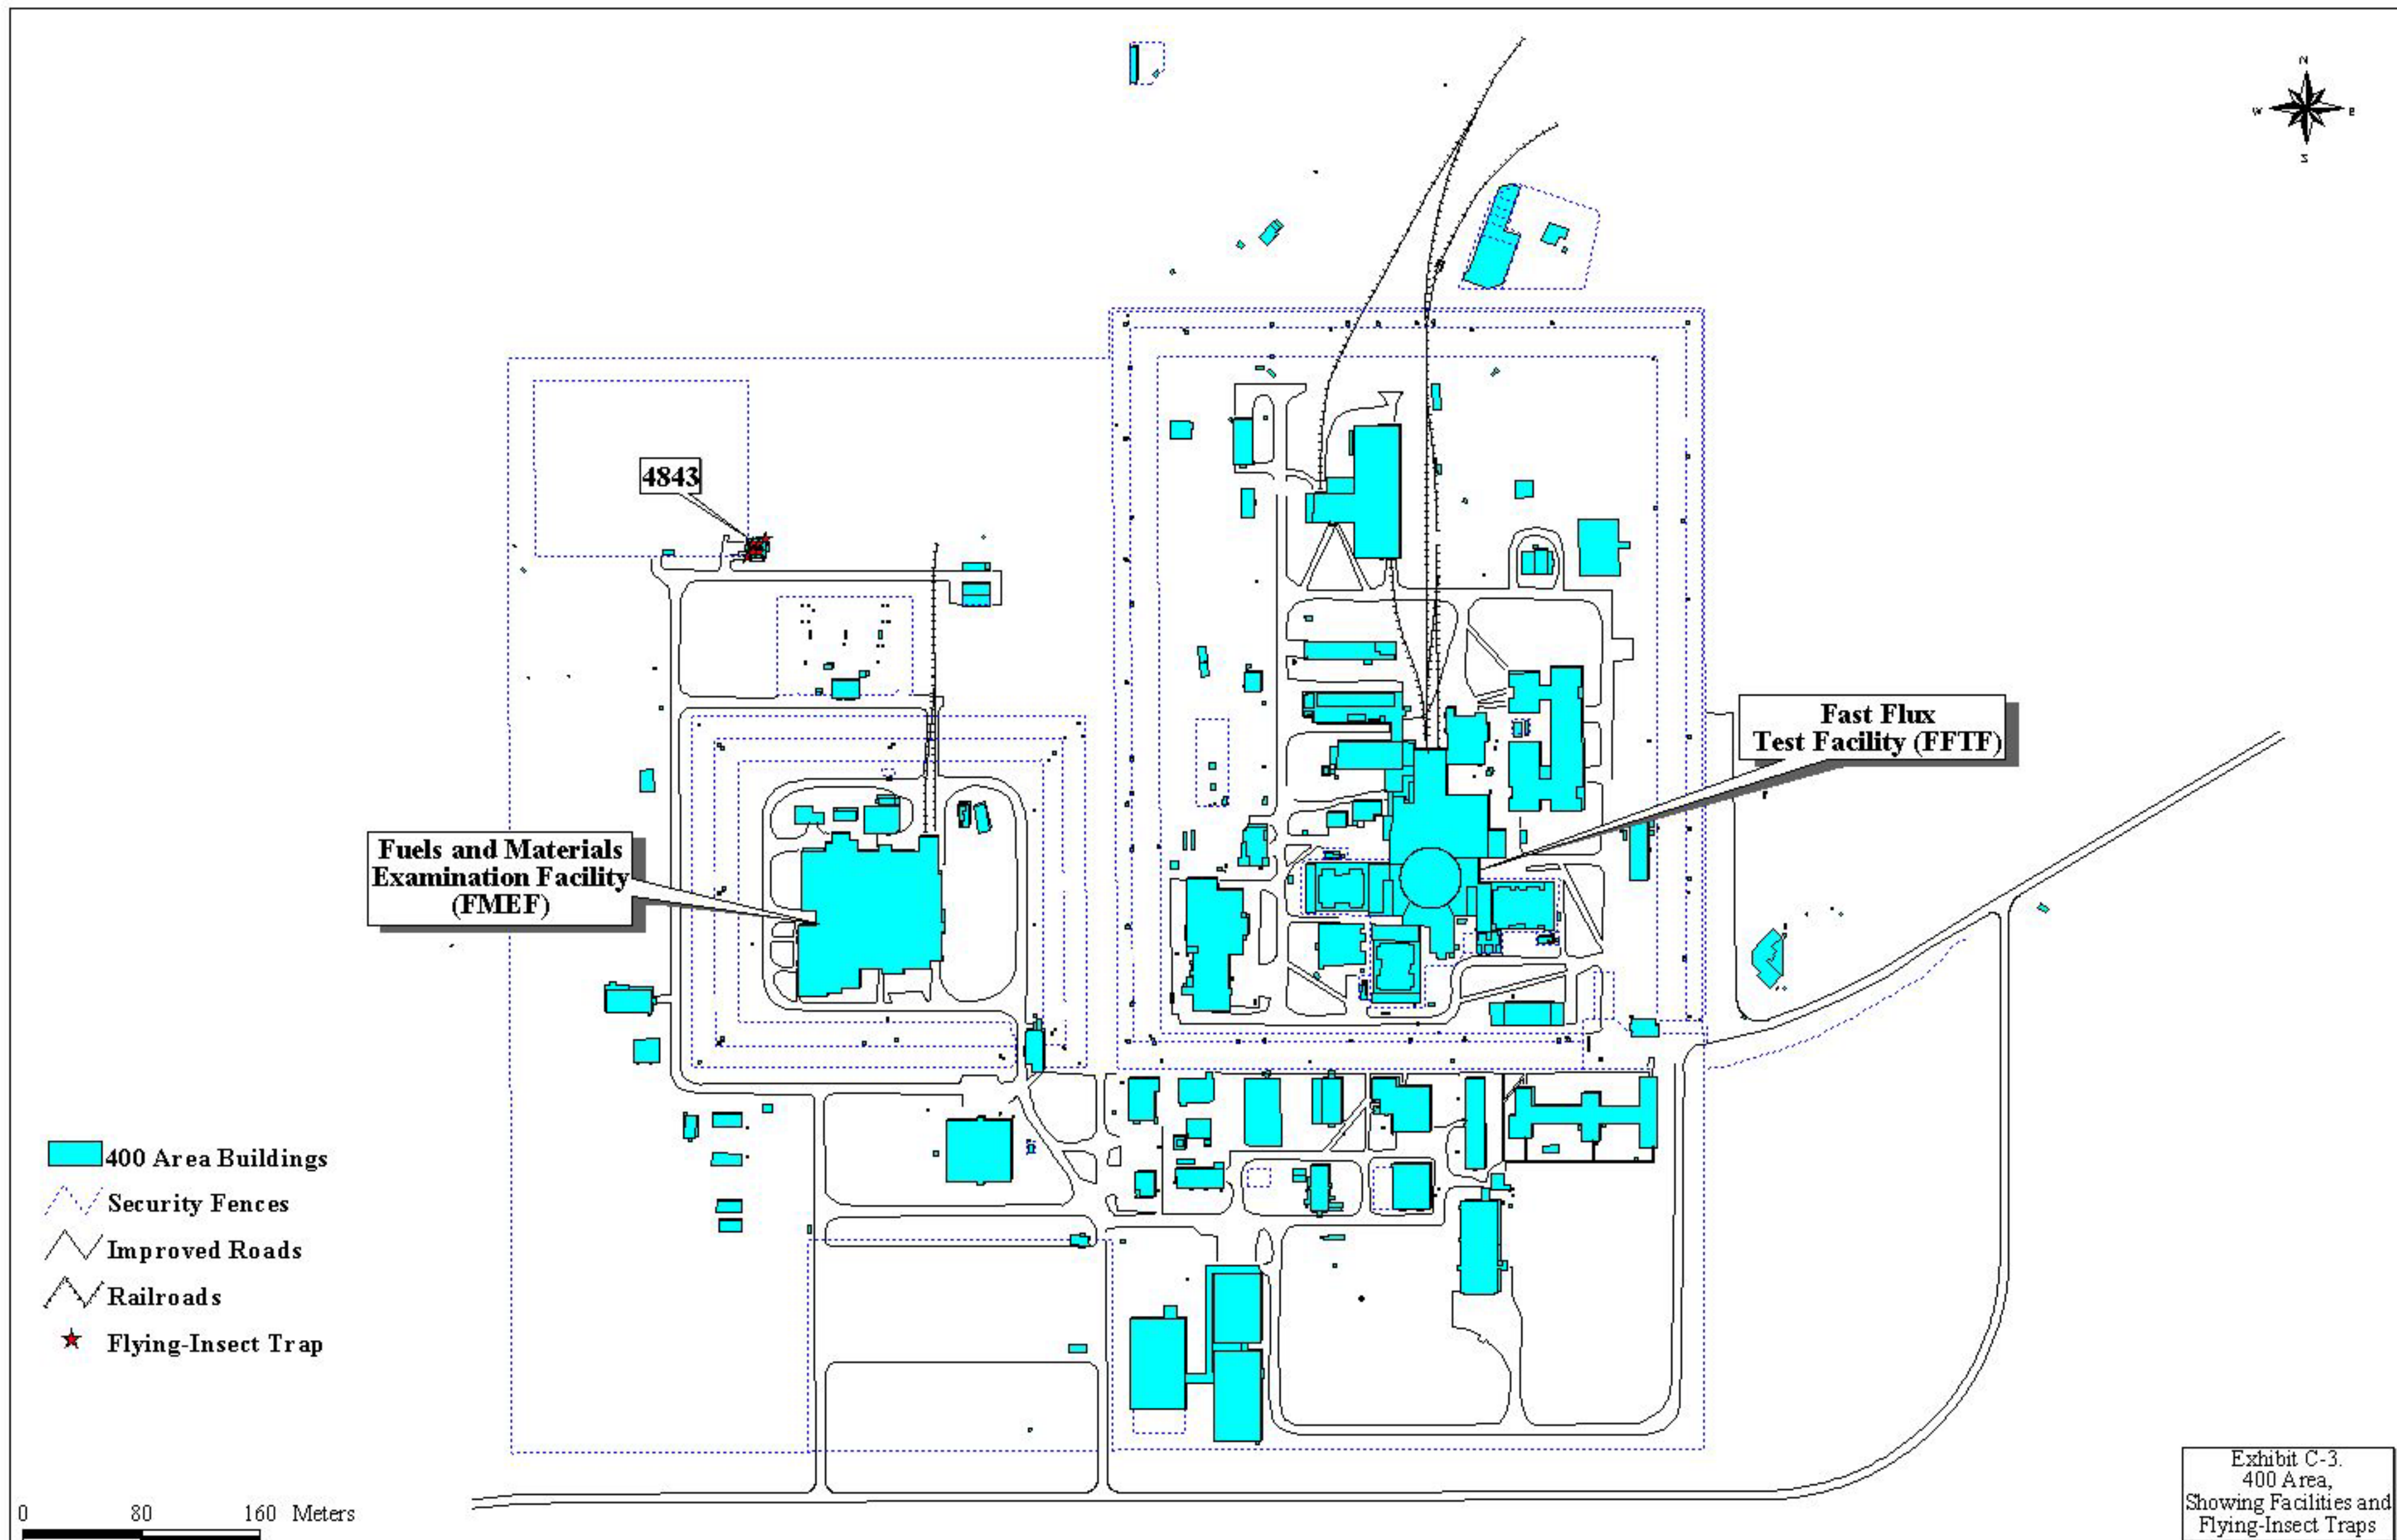 N
W
E
S
4843
Fast Flux
Test Facility (FFTF)
Fuels and Materials
Examination Facility
(FMEF)
400 Area Buildings
Security Fences
Improved Roads
Railroads
Flying-Insect Trap
0 80 160 Meters
Exhibit C-3.
400 Area,
Showing Facilities and
Flying-Insect Traps